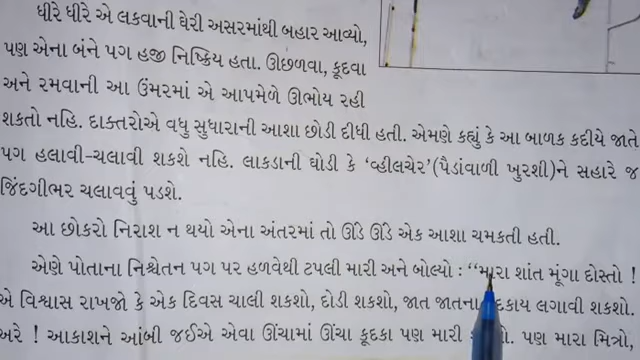 ધીરે ધીરે એ લકવાની ઘેરી અસરમાંથી બહાર આવ્યો,
પણ એના બંને પગ હજી નિષ્ક્રિય હતા. ઊછળવા, કૂદવા
અને રમવાની આ ઉંમરમાં એ આપમેળે ઊભોય રહી
શકતો નહિ. દાક્તરોએ વધુ સુધારાની આશા છોડી દીધી હતી. એમણે કહ્યું કે આ બાળક કદીયે જાતે
પગ હલાવી-ચલાવી શકશે નહિ. લાકડાની ઘોડી કે ‘વ્હીલચેર’(પૈડાંવાળી ખુરશી)ને સહારે જ
જિંદગીભર ચલાવવું પડશે.
આ છોકરો નિરાશ ન થયો એના અંતરમાં તો ઊંડે ઊંડે એક આશા ચમકતી હતી.
એણે પોતાના નિશ્ચેતન પગ પર હળવેથી ટપલી મારી અને બોલ્યો : ‘‘મારા શાંત મૂંગા દોસ્તો !
એ વિશ્વાસ રાખજો કે એક દિવસ ચાલી શકશો, દોડી શકશો, જાત જાતના લગાવી શકશો.
અરે ! આકાશને આંબી જઈએ એવા ઊંચામાં ઊંચા કૂદકા પણ મારી પણ મારા મિત્રો,